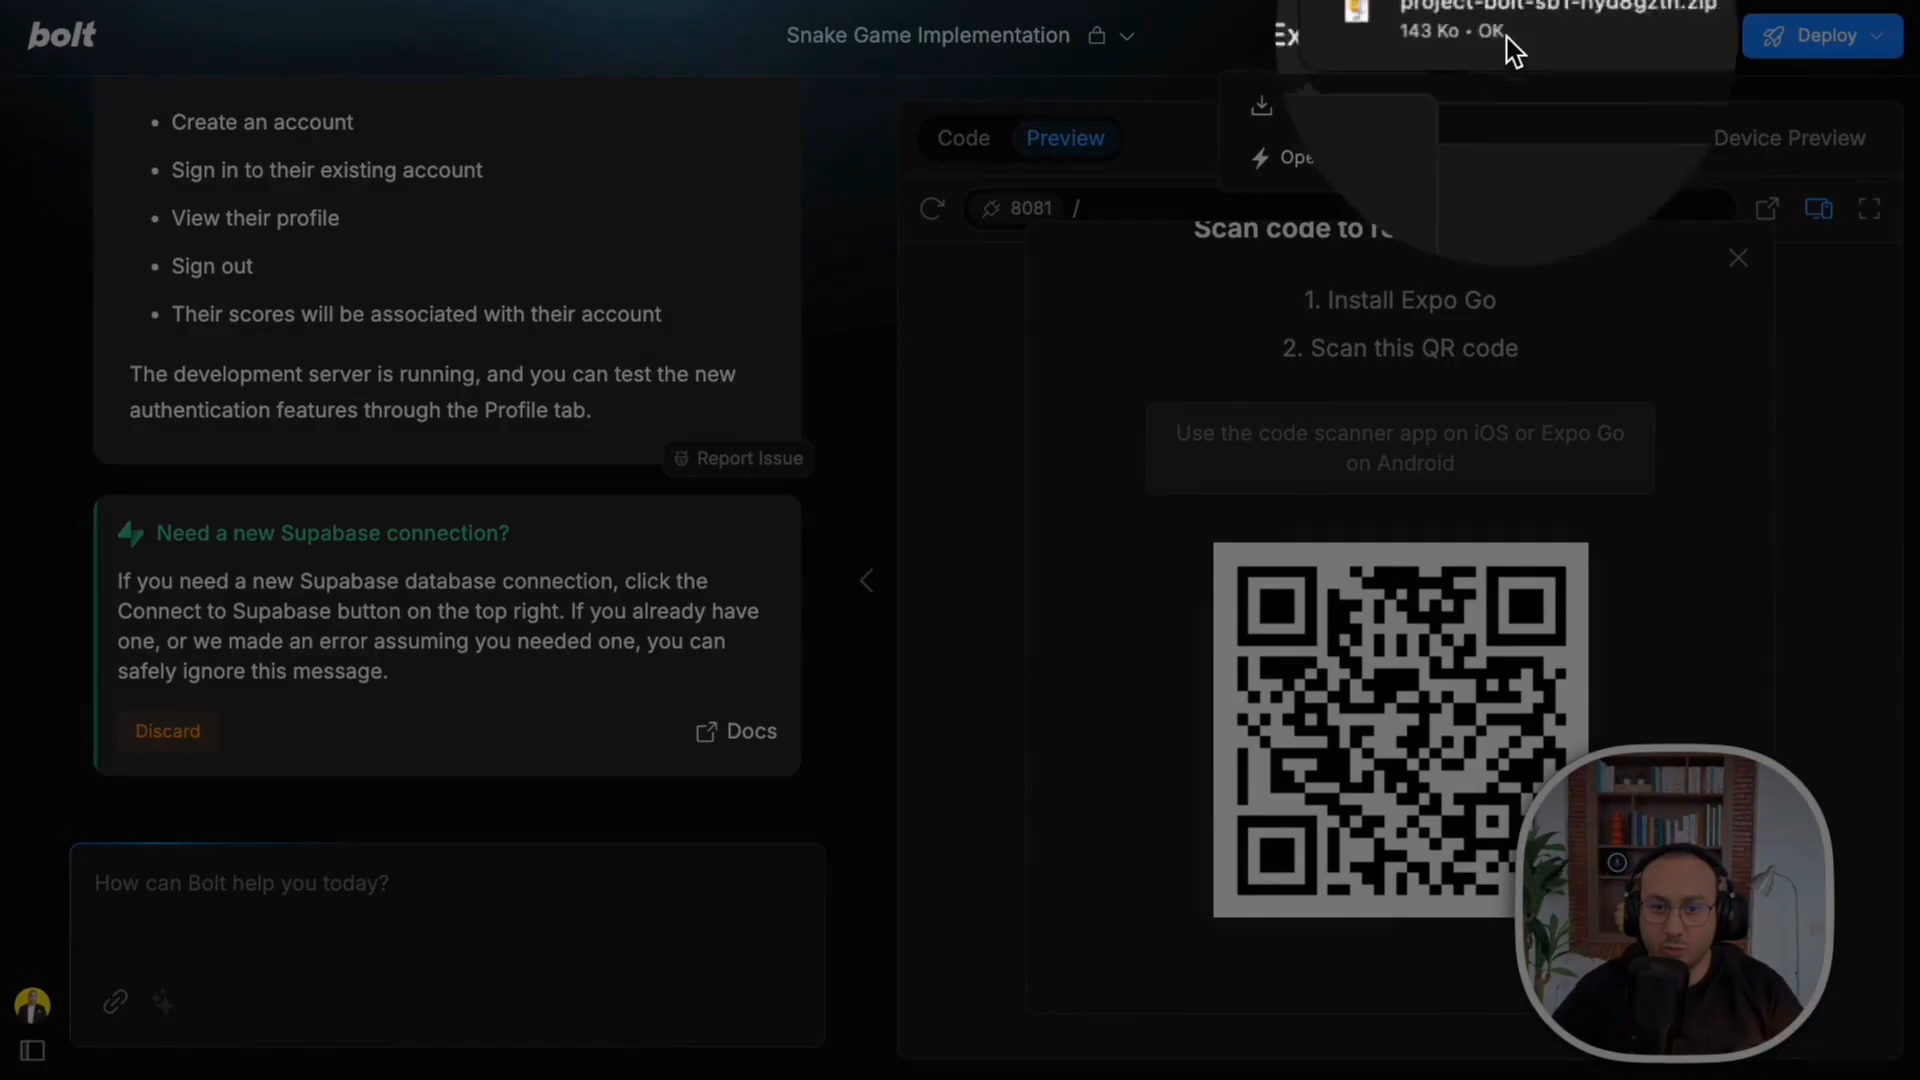 bolt
Snake Game Implementation
Ex
143 Ko • OK
Deploy
Create an account
Sign in to their existing account
View their profile
Sign out
Their scores will be associated with their account
The development server is running, and you can test the new
authentication features through the Profile tab.
Report Issue
Need a new Supabase connection?
If you need a new Supabase database connection, click the
Connect to Supabase button on the top right. If you already have
one, or we made an error assuming you needed one, you can
safely ignore this message.
Discard
Docs
How can Bolt help you today?
Code
Preview
Ope
Device Preview
8081 /
Scan code to
1. Install Expo Go
2. Scan this QR code
Use the code scanner app on iOS or Expo Go
on Android